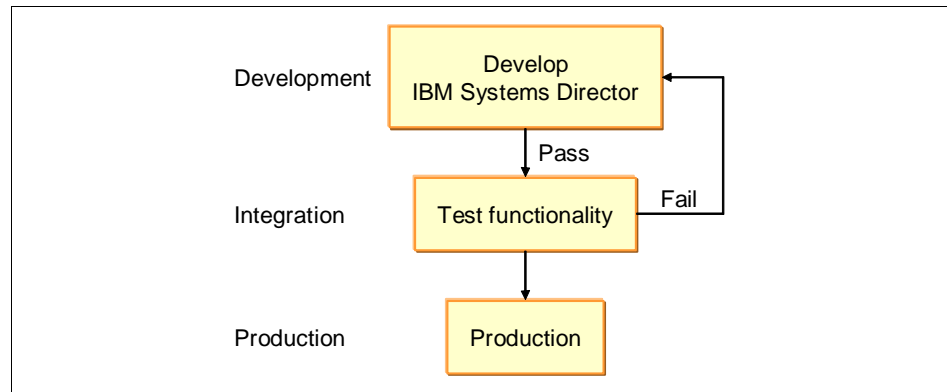 Development
Develop
IBM Systems Director
Pass
Integration
Test functionality
Fail
Production
Production